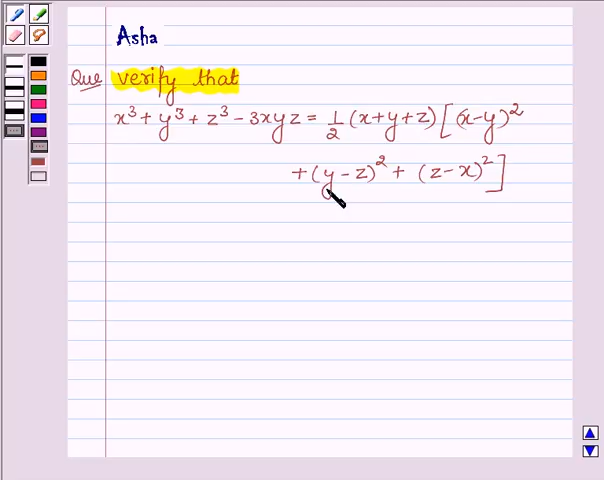 Asha
Que verify that
x³ + y³ + z³ - 3xyz = 1/2 (x+y+z) [(x-y)²
+ (y-z)² + (z-x)²]